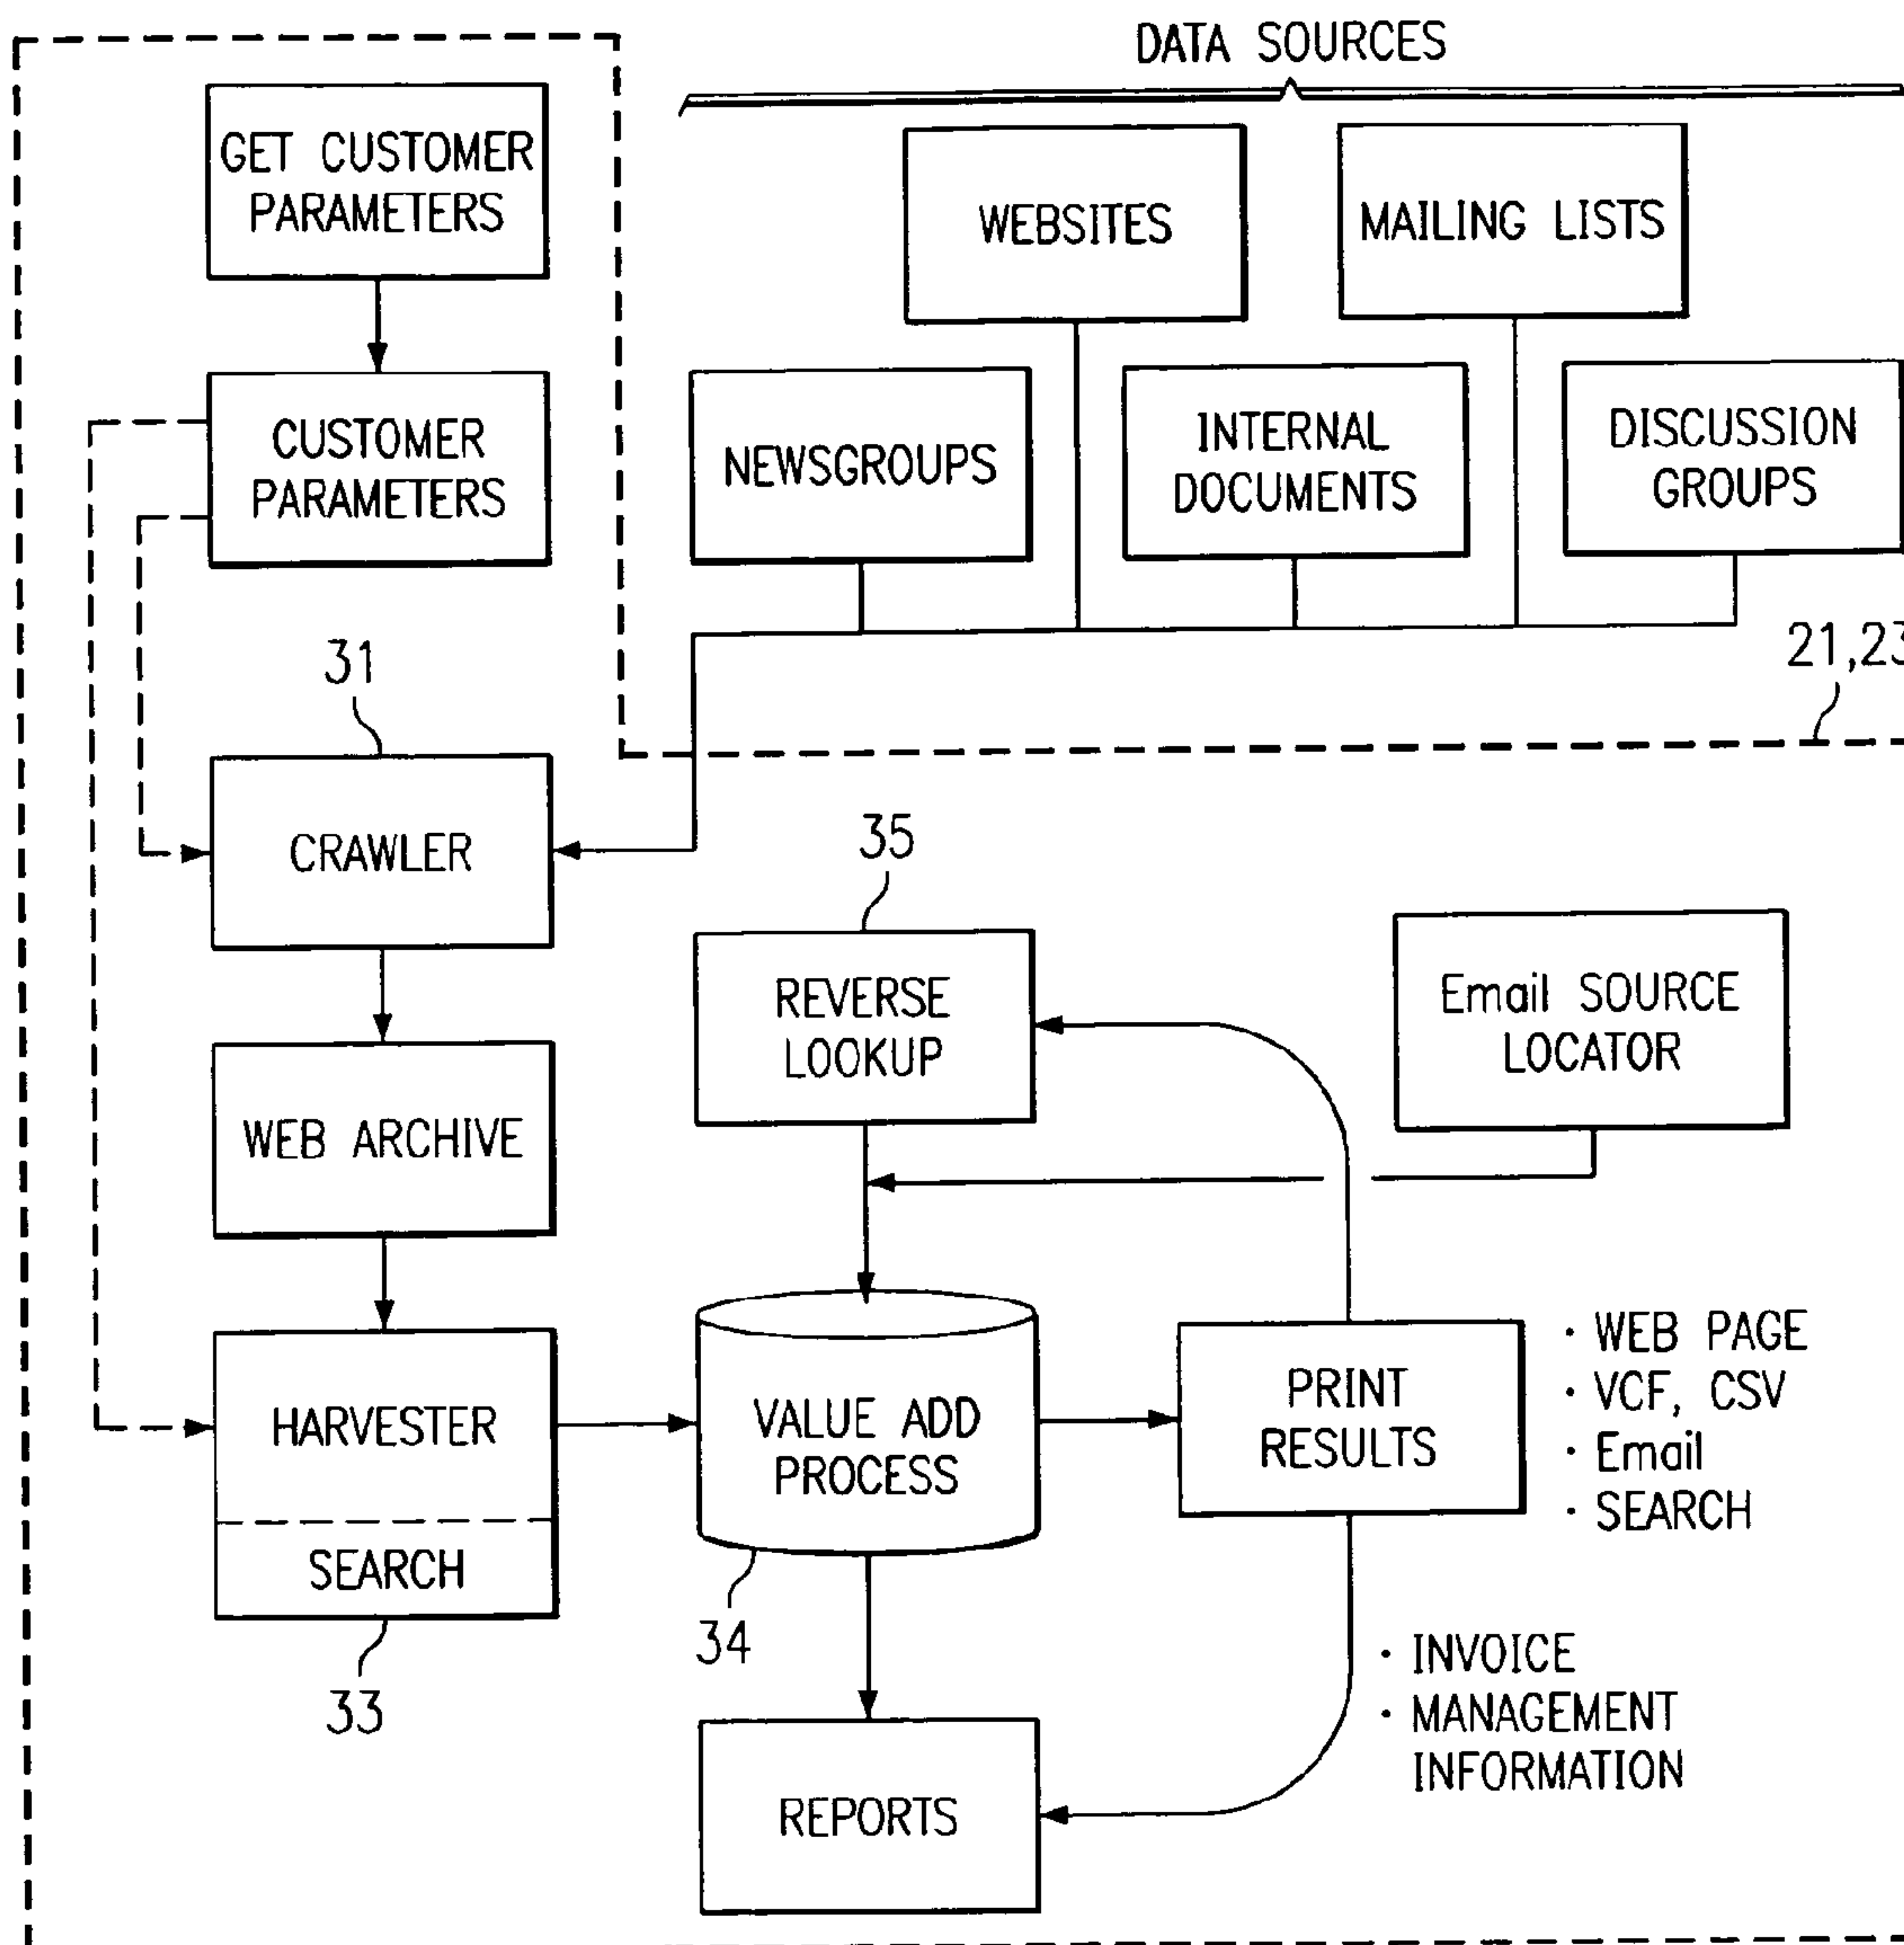 DATA SOURCES
GET CUSTOMER
PARAMETERS
WEBSITES
MAILING LISTS
CUSTOMER
PARAMETERS
NEWSGROUPS
INTERNAL
DOCUMENTS
DISCUSSION
GROUPS
21,23
31
CRAWLER
35
REVERSE
LOOKUP
Email SOURCE
LOCATOR
WEB ARCHIVE
HARVESTER
SEARCH
33
VALUE ADD
PROCESS
34
PRINT
RESULTS
· WEB PAGE
· VCF, CSV
· Email
· SEARCH
· INVOICE
· MANAGEMENT
INFORMATION
REPORTS